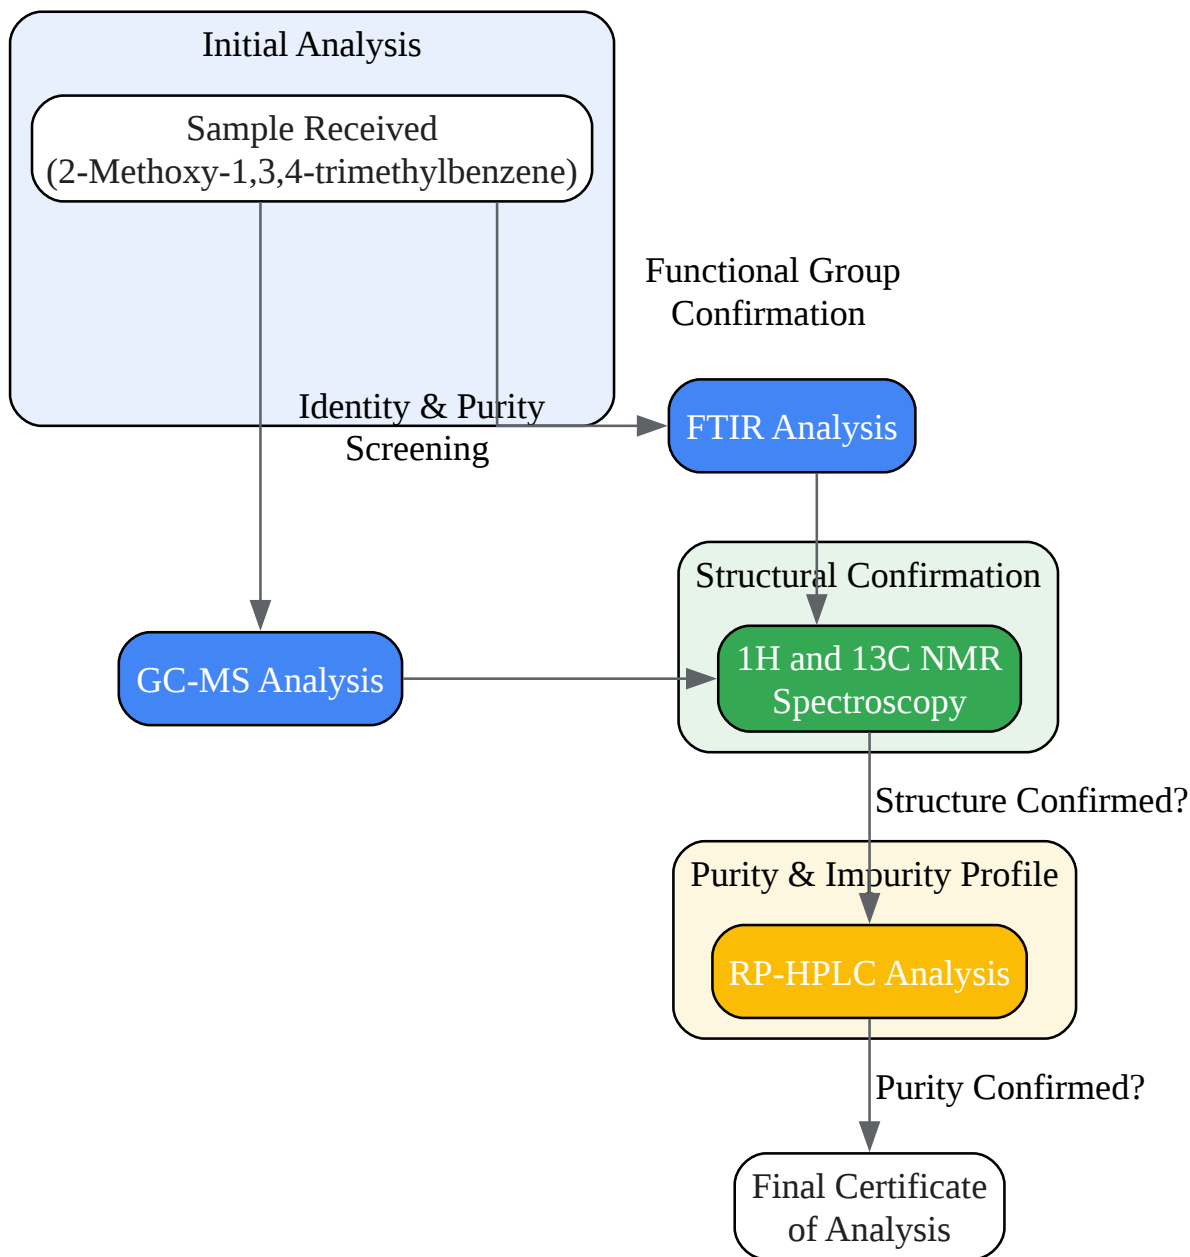 Initial Analysis
Sample Received
(2-Methoxy-1,3,4-trimethylbenzene)
Functional Group
Confirmation
Identity & Purity
Screening
FTIR Analysis
Structural Confirmation
GC-MS Analysis
1H and 13C NMR
Spectroscopy
Structure Confirmed?
Purity & Impurity Profile
RP-HPLC Analysis
Purity Confirmed?
Final Certificate
of Analysis